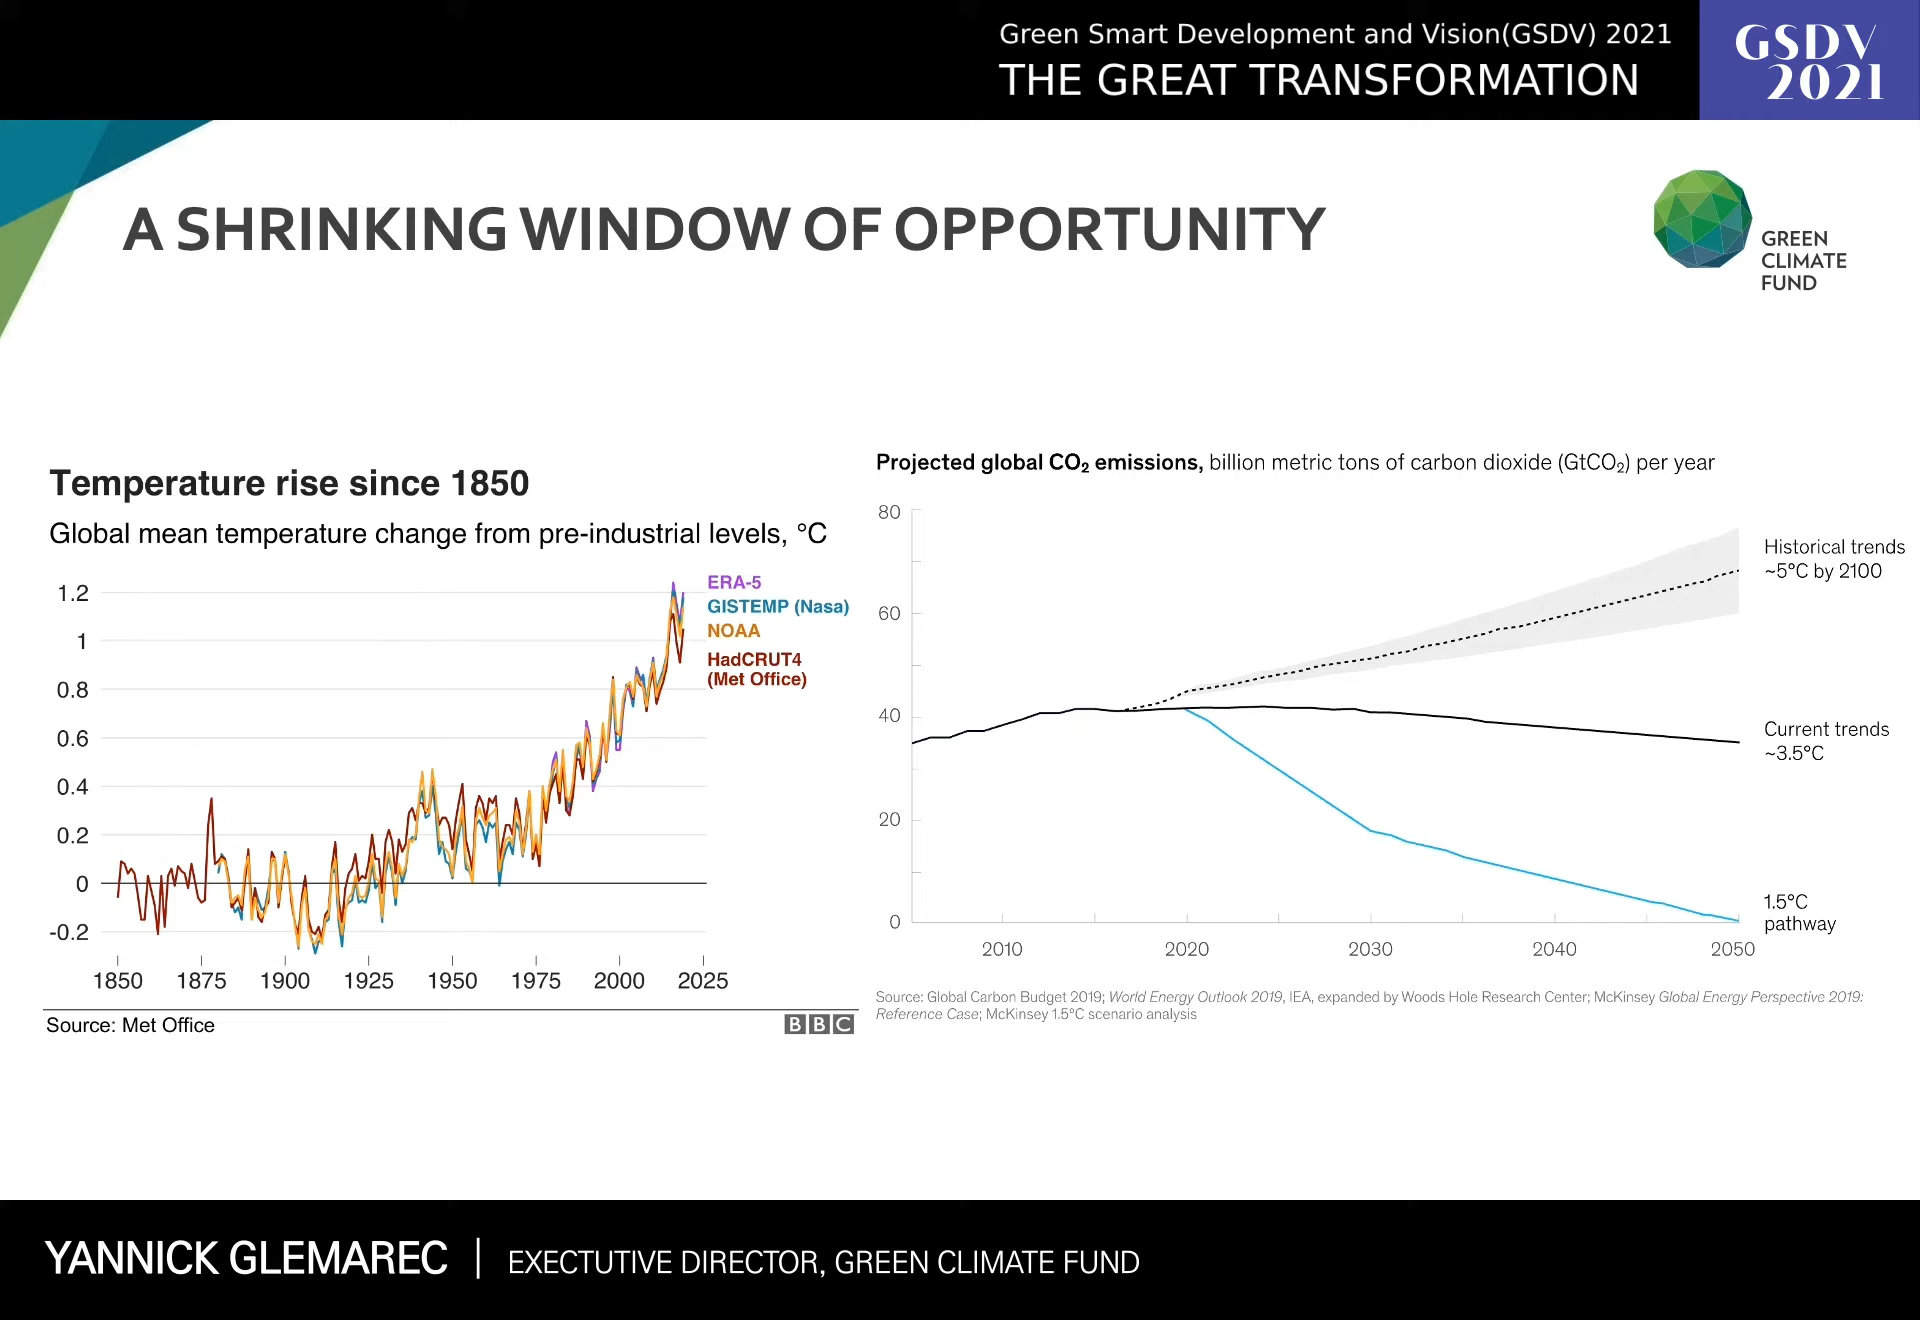 Green Smart Development and Vision(GSDV) 2021
THE GREAT TRANSFORMATION
GSDV
2021
A SHRINKING WINDOW OF OPPORTUNITY
GREEN
CLIMATE
FUND
Temperature rise since 1850
Global mean temperature change from pre-industrial levels, °C
1.2
1
0.8
0.6
0.4
0.2
0
-0.2
ERA-5
GISTEMP (Nasa)
NOAA
HadCRUT4
(Met Office)
1850 1875 1900 1925 1950 1975 2000 2025
Source: Met Office
BBC
Projected global CO₂ emissions, billion metric tons of carbon dioxide (GtCO₂) per year
80
60
40
20
0
Historical trends
~5°C by 2100
Current trends
~3.5°C
1.5°C
pathway
2010 2020 2030 2040 2050
Source: Global Carbon Budget 2019; World Energy Outlook 2019, IEA, expanded by Woods Hole Research Center; McKinsey Global Energy Perspective 2019:
Reference Case; McKinsey 1.5°C scenario analysis
YANNICK GLEMAREC | EXECTUTIVE DIRECTOR, GREEN CLIMATE FUND